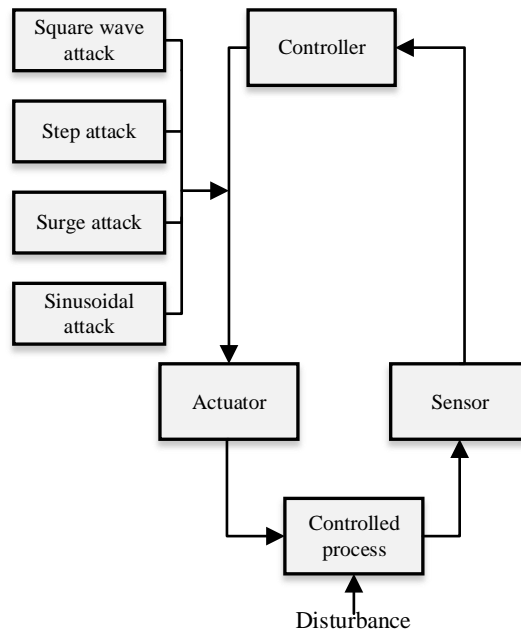 Square wave
attack
Controller
Step attack
Surge attack
Sinusoidal
attack
Actuator
Sensor
Controlled
process
Disturbance